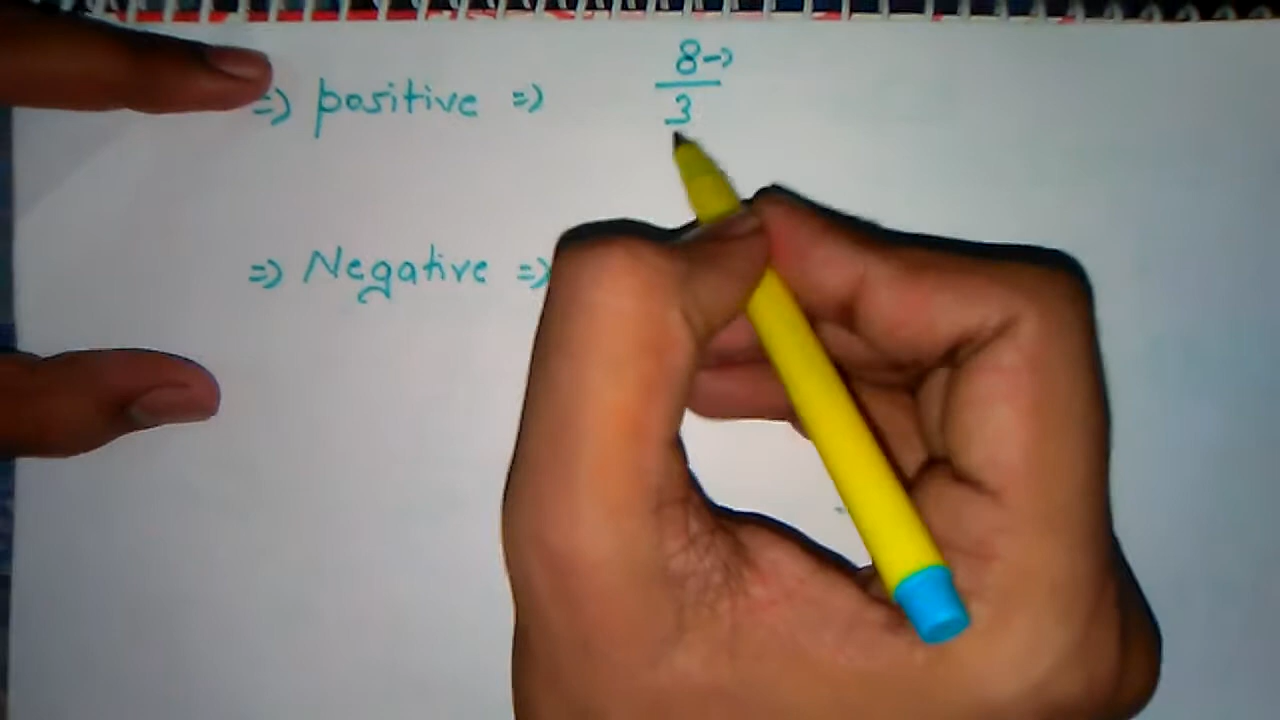 => positive => 8->
3
=> Negative =>